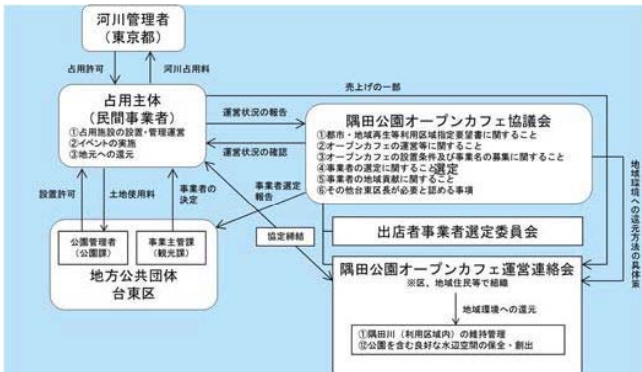 河川管理者
（東京都）
占用許可
河川占用料
売上げの一部
占用主体
（民間事業者）
①占用施設の設置・管理運営
②イベントの実施
③地元への還元
運営状況の報告
運営状況の確認
隅田公園オープンカフェ協議会
①都市・地域再生等利用区域指定要望書に関すること
②オープンカフェの運営等に関すること
③オープンカフェの設置条件及び事業名の募集に関すること
④事業者の選定に関すること選定
⑤事業者の地域貢献に関すること
⑥その他台東区長が必要と認める事項
設置許可
土地使用料
事業者の
決定
事業者選定
報告
協定締結
地域環境への還元方法の具体策
公園管理者
（公園課）
事業主管課
（観光課）
地方公共団体
台東区
出店者事業者選定委員会
隅田公園オープンカフェ運営連絡会
※区、地域住民等で組織
地域環境への還元
①隅田川（利用区域内）の維持管理
⑫公園を含む良好な水辺空間の保全・創出